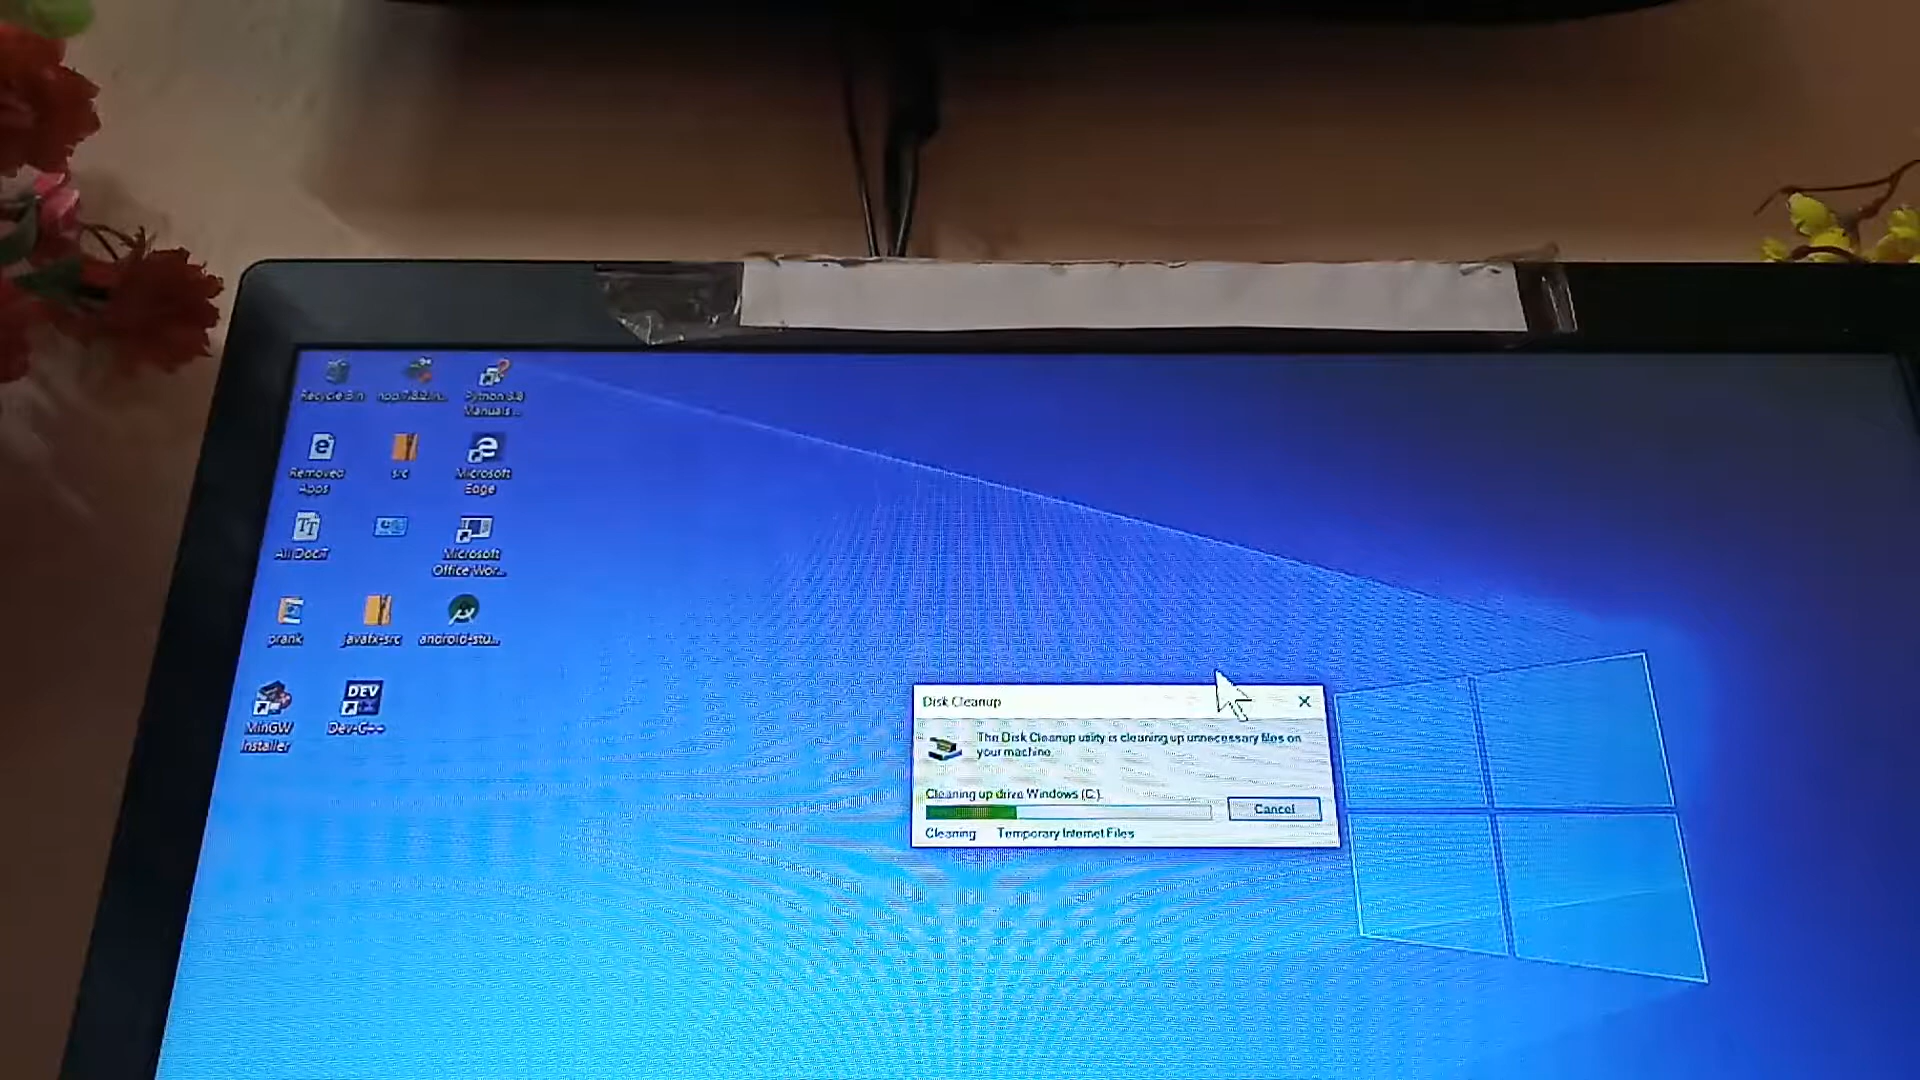 Recycle Bin
Python 3.8
Manuals ...
Removed
Apps
src
Microsoft
Edge
All DocT
Microsoft
Office Wor...
prank
javafx-src
android-stu...
MinGW
Installer
DEV
Dev-C++
Disk Cleanup
The Disk Cleanup utility is cleaning up unnecessary files on
your machine.
Cleaning up drive Windows (C:).
Cancel
Cleaning Temporary Internet Files